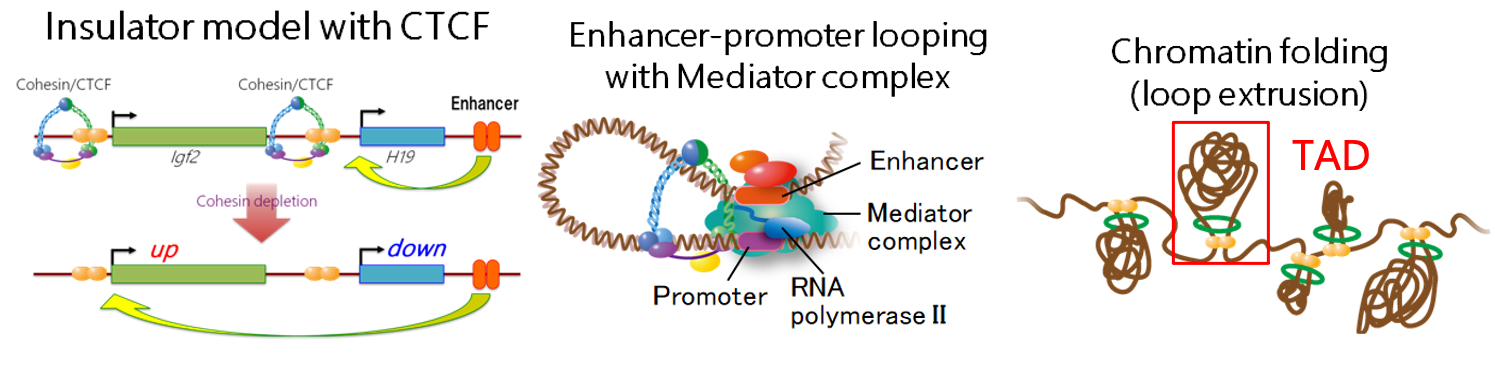 Insulator model with CTCF
Cohesin/CTCF
Cohesin/CTCF
Enhancer
Igf2
H19
Cohesin depletion
up
down
Enhancer-promoter looping
with Mediator complex
Enhancer
Mediator
complex
Promoter
RNA
polymerase Ⅱ
Chromatin folding
(loop extrusion)
TAD